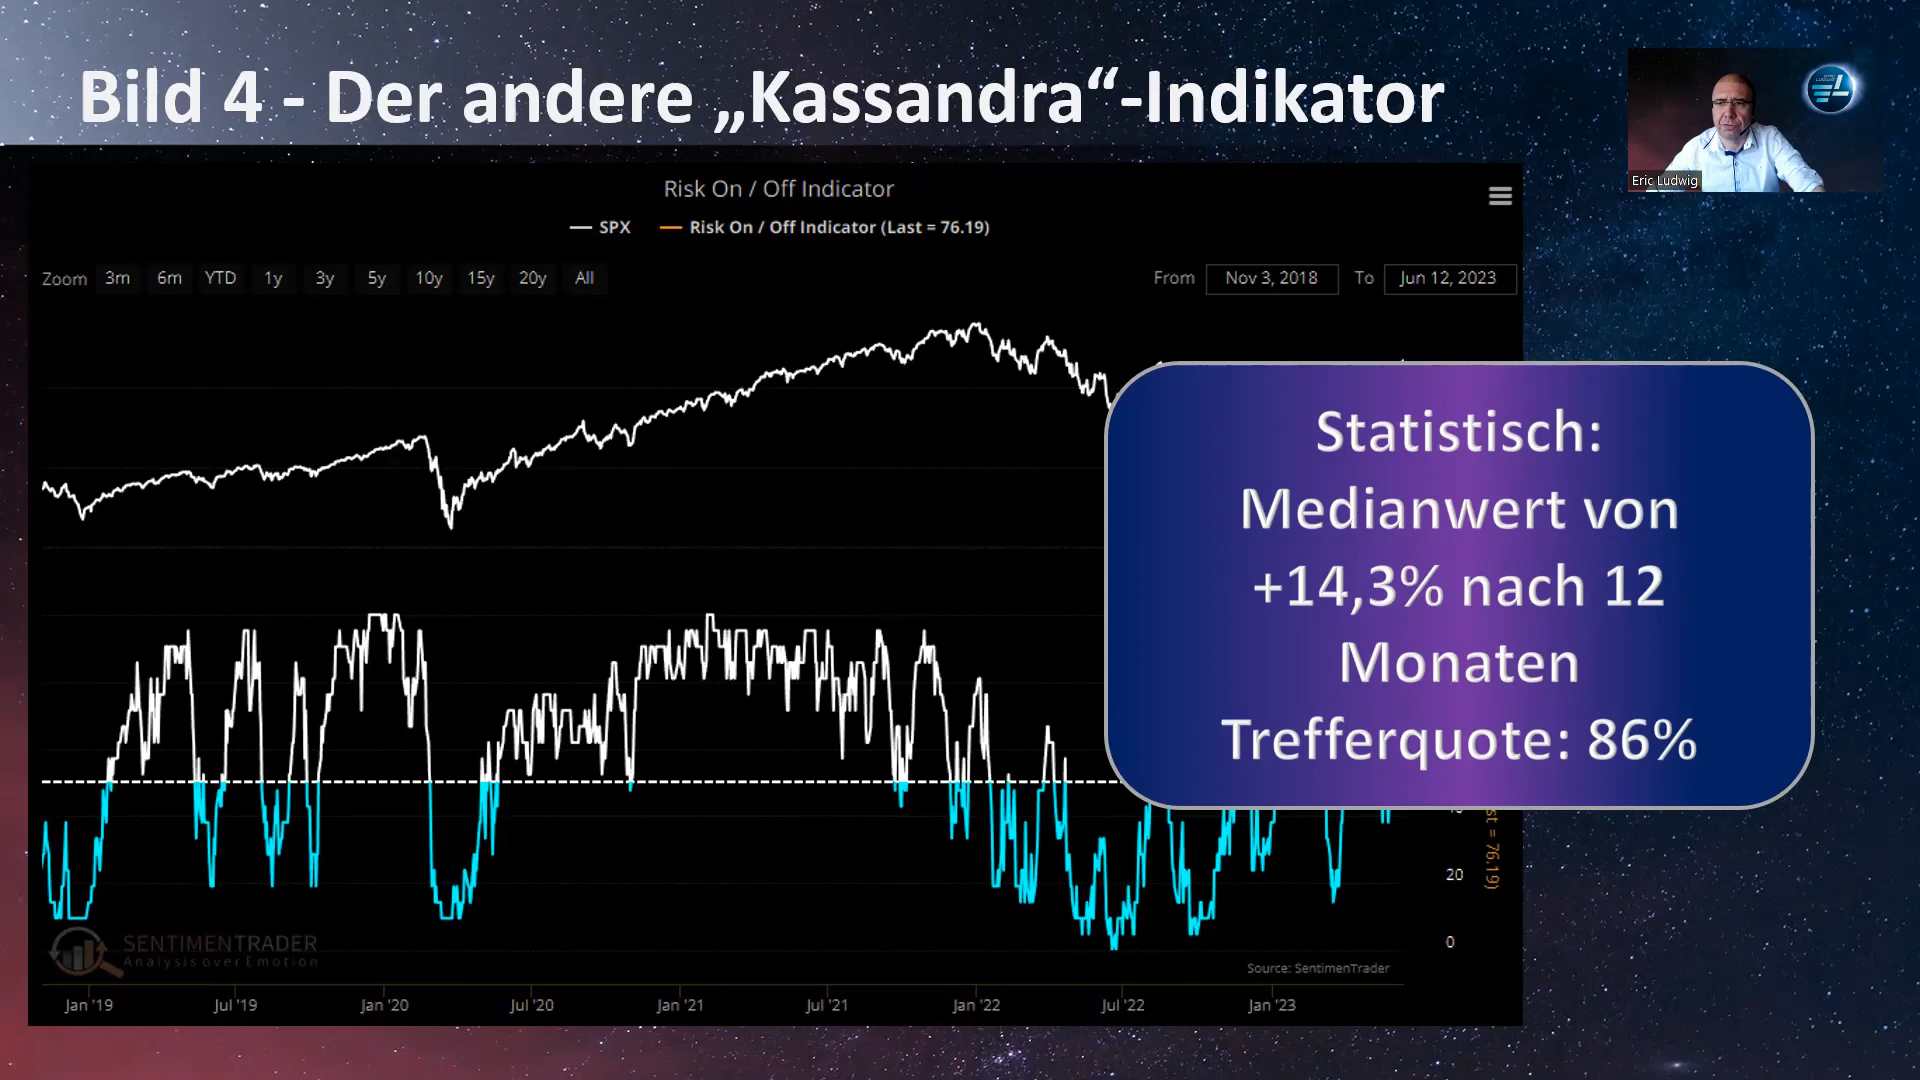 Bild 4 - Der andere „Kassandra“-Indikator
Eric Ludwig
Risk On / Off Indicator
SPX
Risk On / Off Indicator (Last = 76.19)
Zoom 3m 6m YTD 1y 3y 5y 10y 15y 20y All
From Nov 3, 2018 To Jun 12, 2023
Statistisch:
Medianwert von
+14,3% nach 12
Monaten
Trefferquote: 86%
st = 76.19)
20
0
SENTIMENTRADER
Analysis over Emotion
Source: SentimenTrader
Jan '19 Jul '19 Jan '20 Jul '20 Jan '21 Jul '21 Jan '22 Jul '22 Jan '23